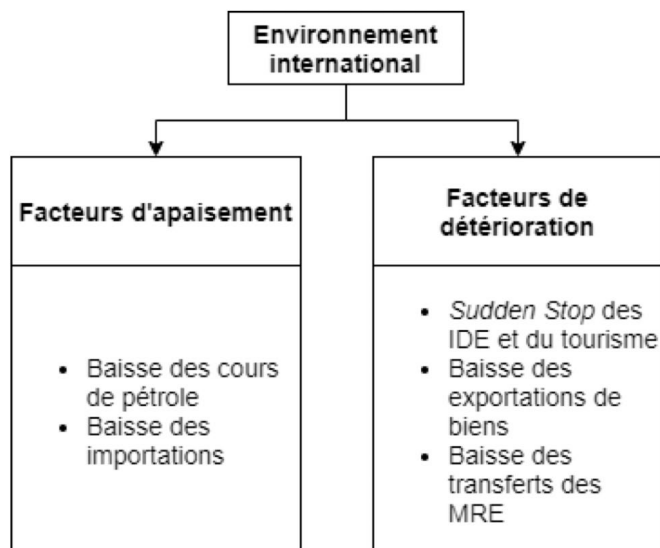 Environnement
international
Facteurs d'apaisement
• Baisse des cours
de pétrole
• Baisse des
importations
Facteurs de
détérioration
• Sudden Stop des
IDE et du tourisme
• Baisse des
exportations de
biens
• Baisse des
transferts des
MRE